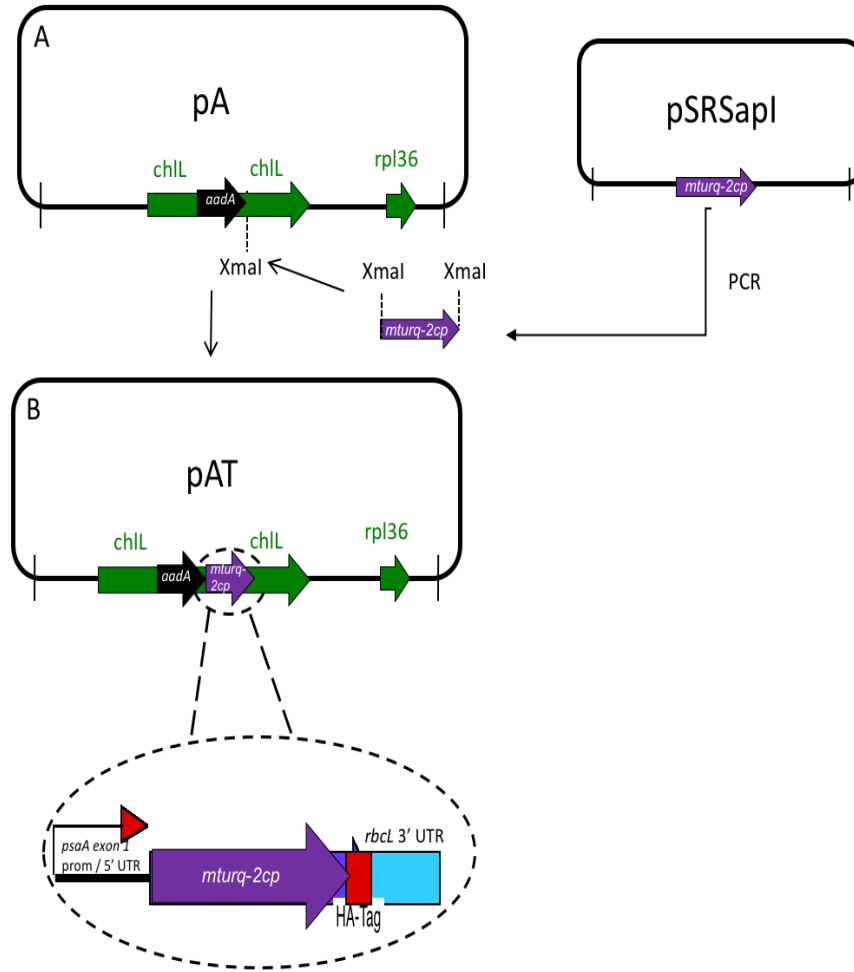 A
pA
pSRSapI
chlL
chlL
rpl36
aadA
mturq-2cp
XmaI
XmaI
XmaI
PCR
mturq-2cp
B
pAT
chlL
chlL
rpl36
aadA
mturq-
2cp
psaA exon 1
prom / 5' UTR
rbcL 3' UTR
mturq-2cp
HA-Tag